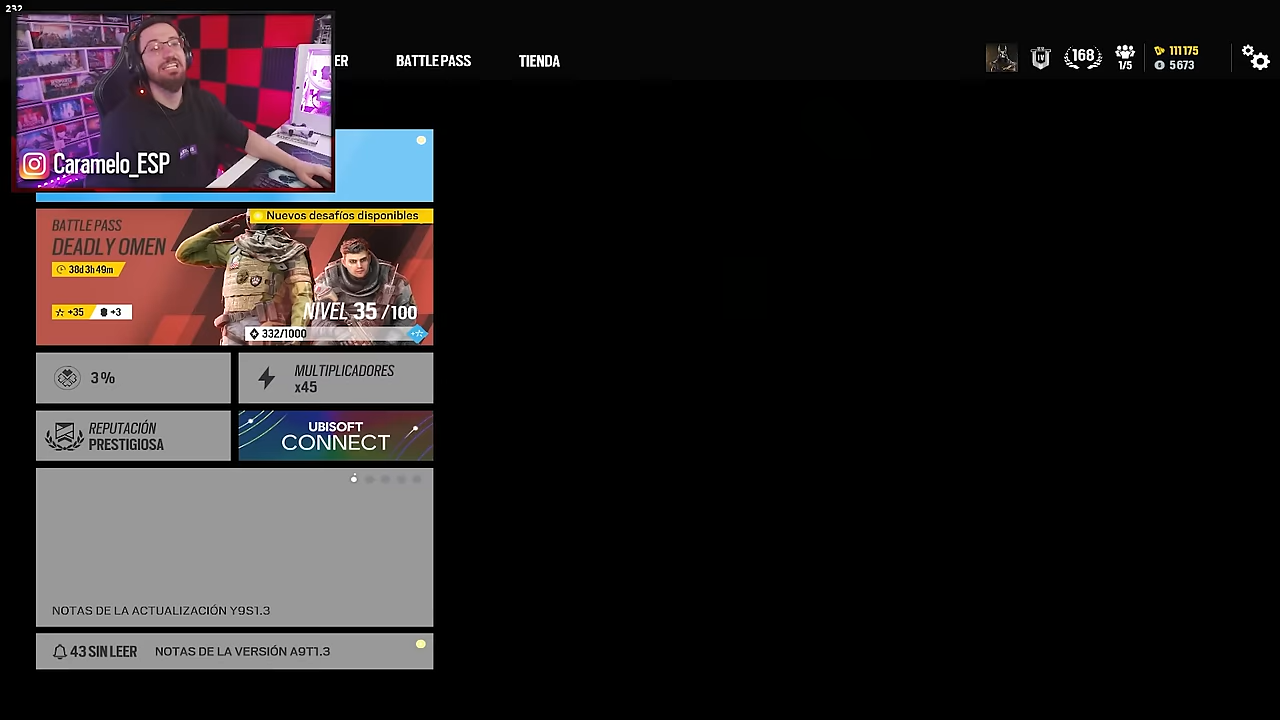 232
Caramelo_ESP
ER
BATTLE PASS
TIENDA
IV
168
1/5
111175
5673
Nuevos desafíos disponibles
BATTLE PASS
DEADLY OMEN
38d 3h 49m
+35
+3
NIVEL 35 /100
332/1000
3%
MULTIPLICADORES
x45
REPUTACIÓN
PRESTIGIOSA
UBISOFT
CONNECT
NOTAS DE LA ACTUALIZACIÓN Y9S1.3
43 SIN LEER
NOTAS DE LA VERSIÓN A9T1.3